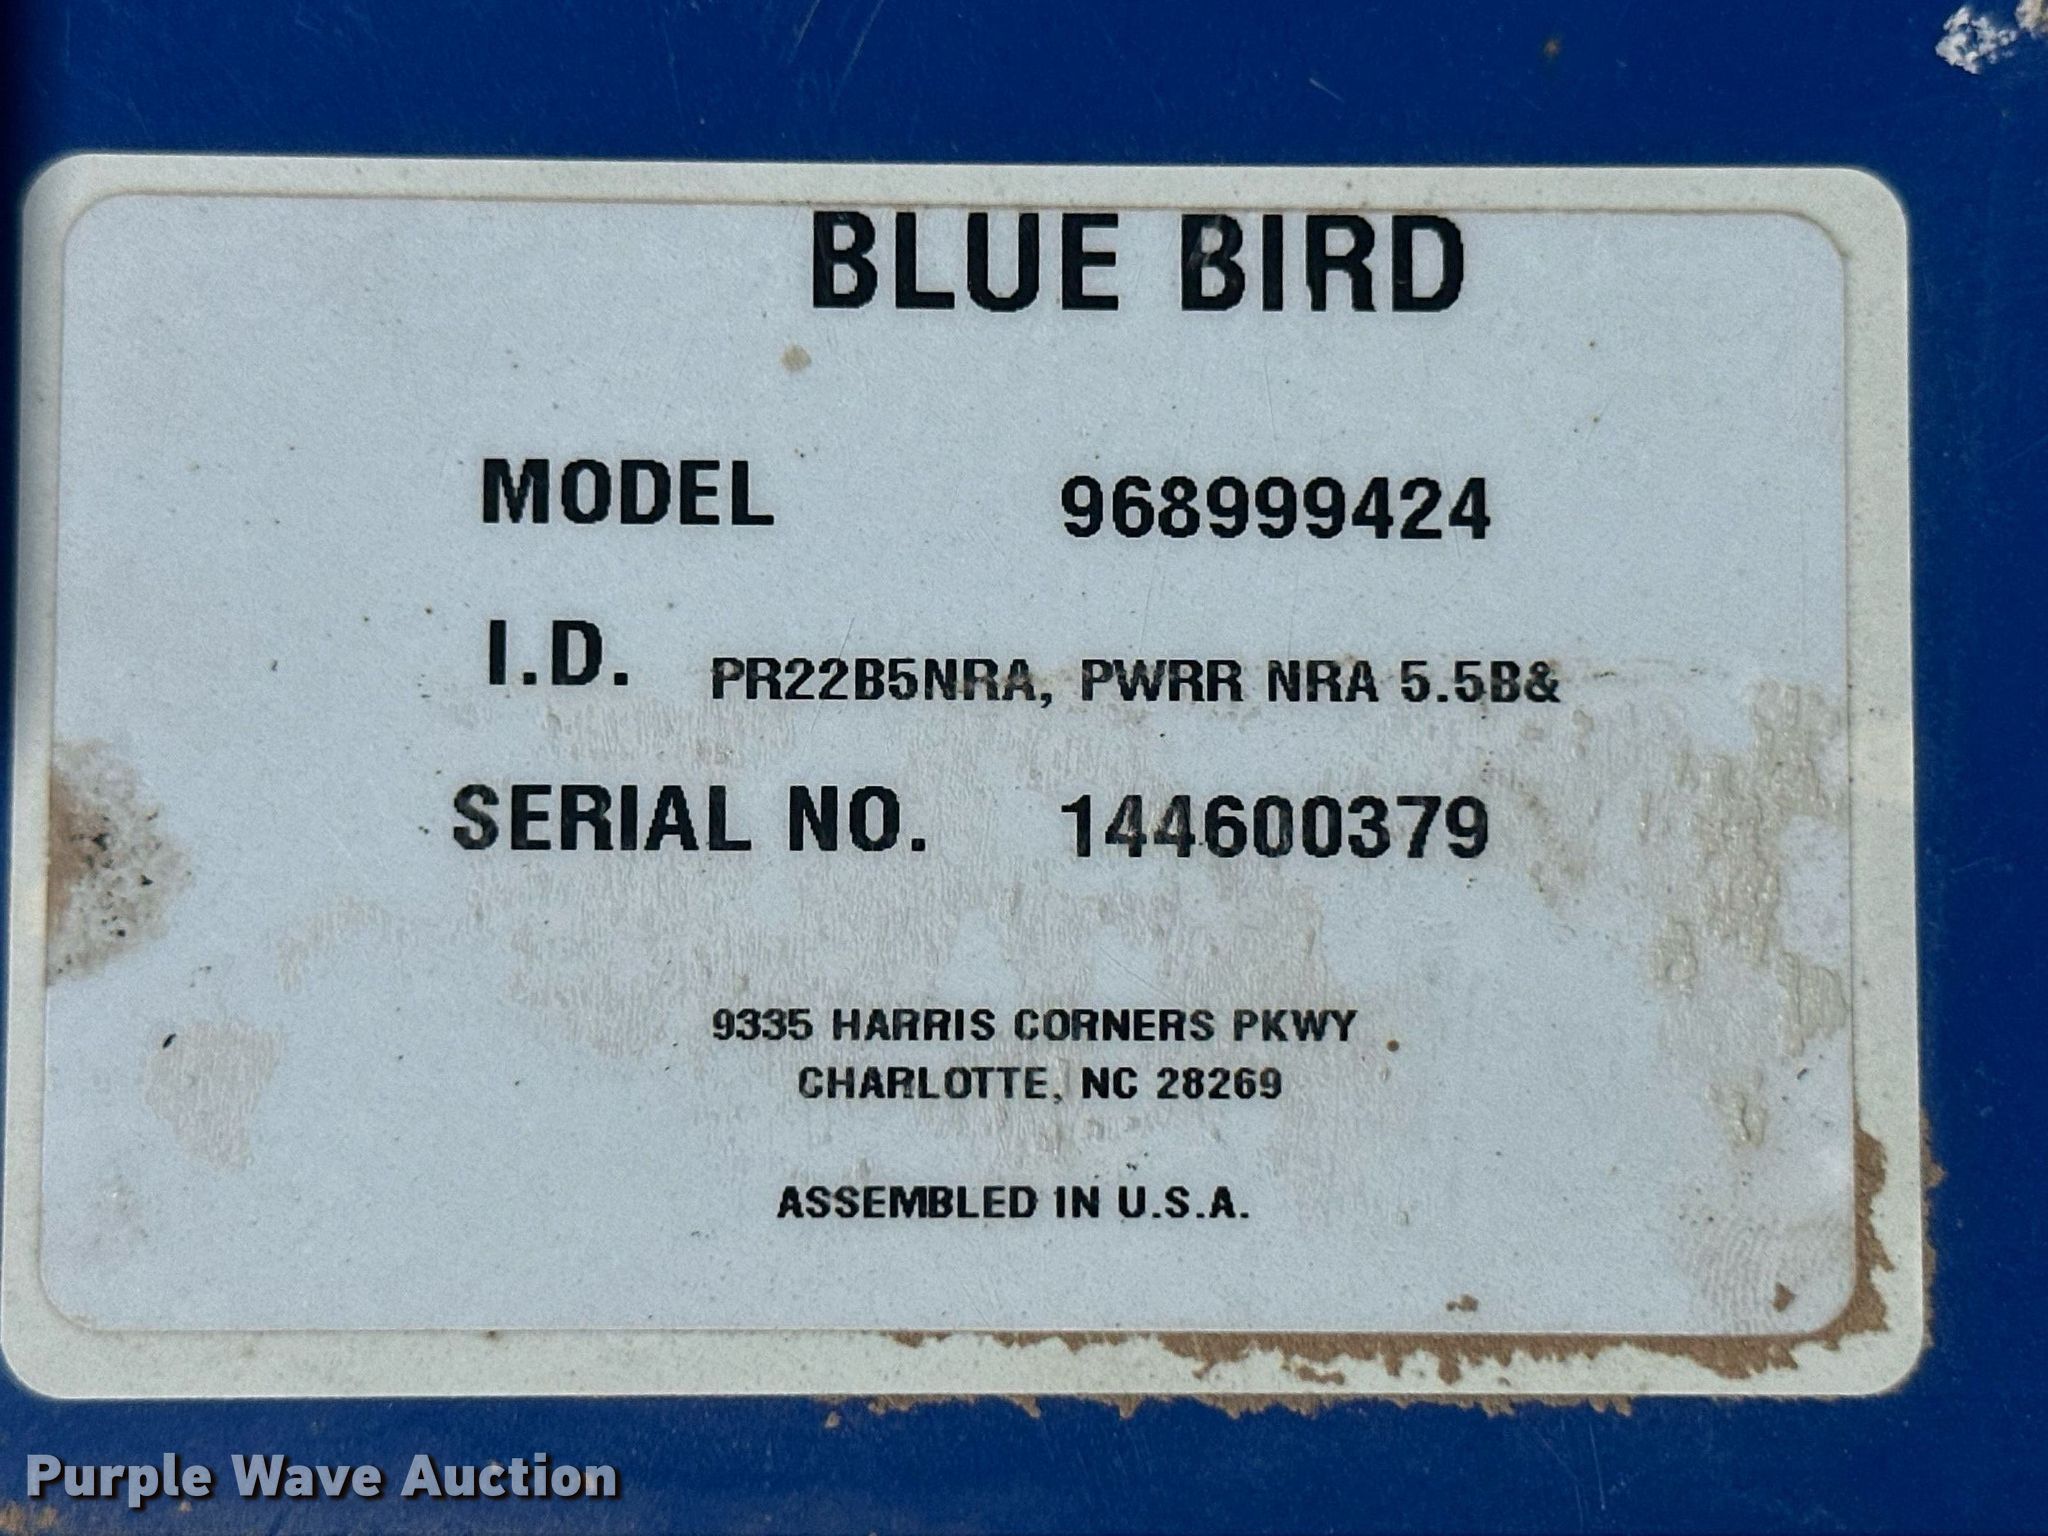 BLUE BIRD
MODEL 968999424
I.D. PR22B5NRA, PWRR NRA 5.5B&
SERIAL NO. 144600379
9335 HARRIS CORNERS PKWY
CHARLOTTE, NC 28269
ASSEMBLED IN U.S.A.
Purple Wave Auction